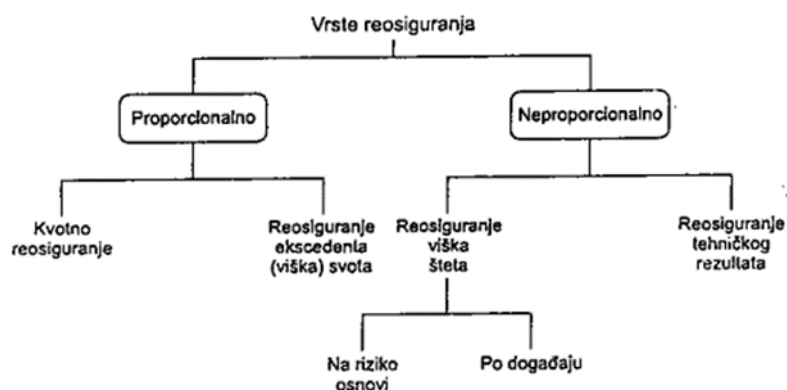 Vrste reosiguranja
Proporcionalno
Neproporcionalno
Kvotno
reosiguranje
Reosiguranje
ekscedenta
(viška) svota
Reosiguranje
viška
šteta
Reosiguranje
tehničkog
rezultata
Na riziko
osnovi
Po događaju